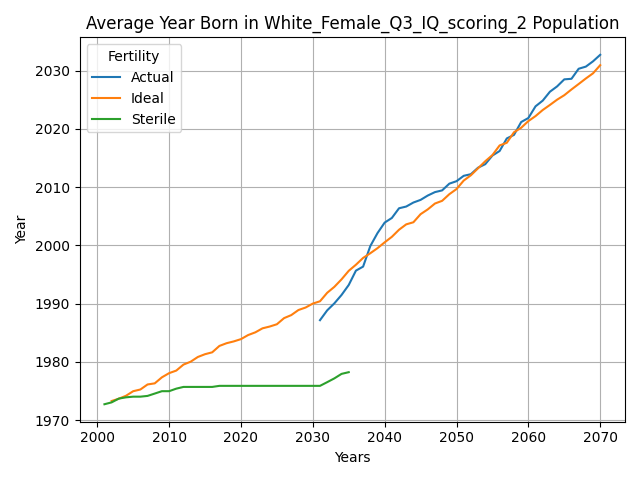 Average Year Born in White_Female_Q3_IQ_scoring_2 Population
Fertility
Actual
Ideal
Sterile
Year
2030
2020
2010
2000
1990
1980
1970
2000 2010 2020 2030 2040 2050 2060 2070
Years